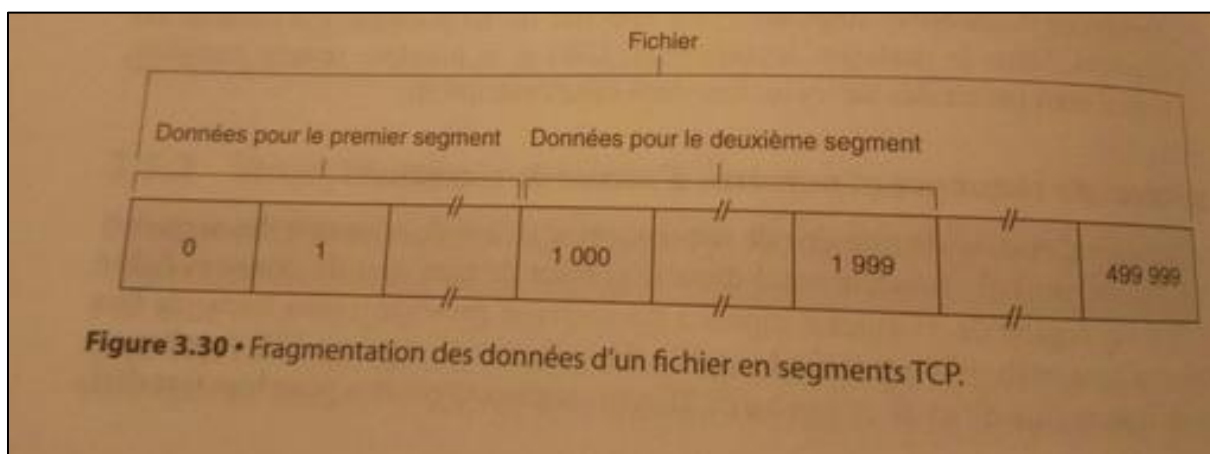 Fichier
Données pour le premier segment Données pour le deuxième segment
0 1 1 000 1 999 499 999
Figure 3.30 • Fragmentation des données d'un fichier en segments TCP.